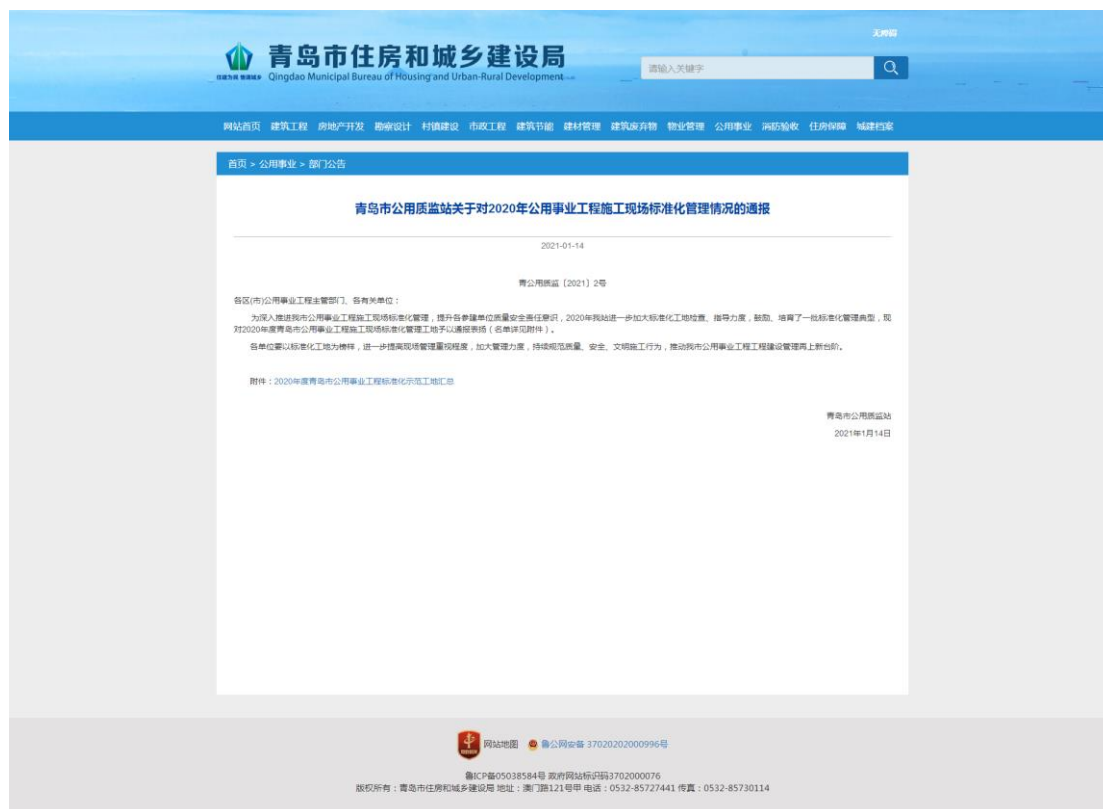 无障碍
青岛市住房和城乡建设局
Qingdao Municipal Bureau of Housing and Urban-Rural Development
请输入关键字
网站首页 建筑工程 房地产开发 勘察设计 村镇建设 市政工程 建筑节能 建材管理 建筑废弃物 物业管理 公用事业 消防验收 住房保障 城建档案
首页 > 公用事业 > 部门公告
青岛市公用质监站关于对2020年公用事业工程施工现场标准化管理情况的通报
2021-01-14
青公用质监〔2021〕2号
各区(市)公用事业工程主管部门、各有关单位：
为深入推进我市公用事业工程施工现场标准化管理，提升各参建单位质量安全责任意识，2020年我站进一步加大标准化工地检查、指导力度，鼓励、培育了一批标准化管理典型，现
对2020年度青岛市公用事业工程施工现场标准化管理工地予以通报表扬（名单详见附件）。
各单位要以标准化工地为榜样，进一步提高现场管理重视程度，加大管理力度，持续规范质量、安全、文明施工行为，推动我市公用事业工程工程建设管理再上新台阶。
附件：2020年度青岛市公用事业工程标准化示范工地汇总
青岛市公用质监站
2021年1月14日
网站地图 鲁公网安备 37020202000996号
鲁ICP备05038584号 政府网站标识码3702000076
版权所有：青岛市住房和城乡建设局 地址：澳门路121号甲 电话：0532-85727441 传真：0532-85730114